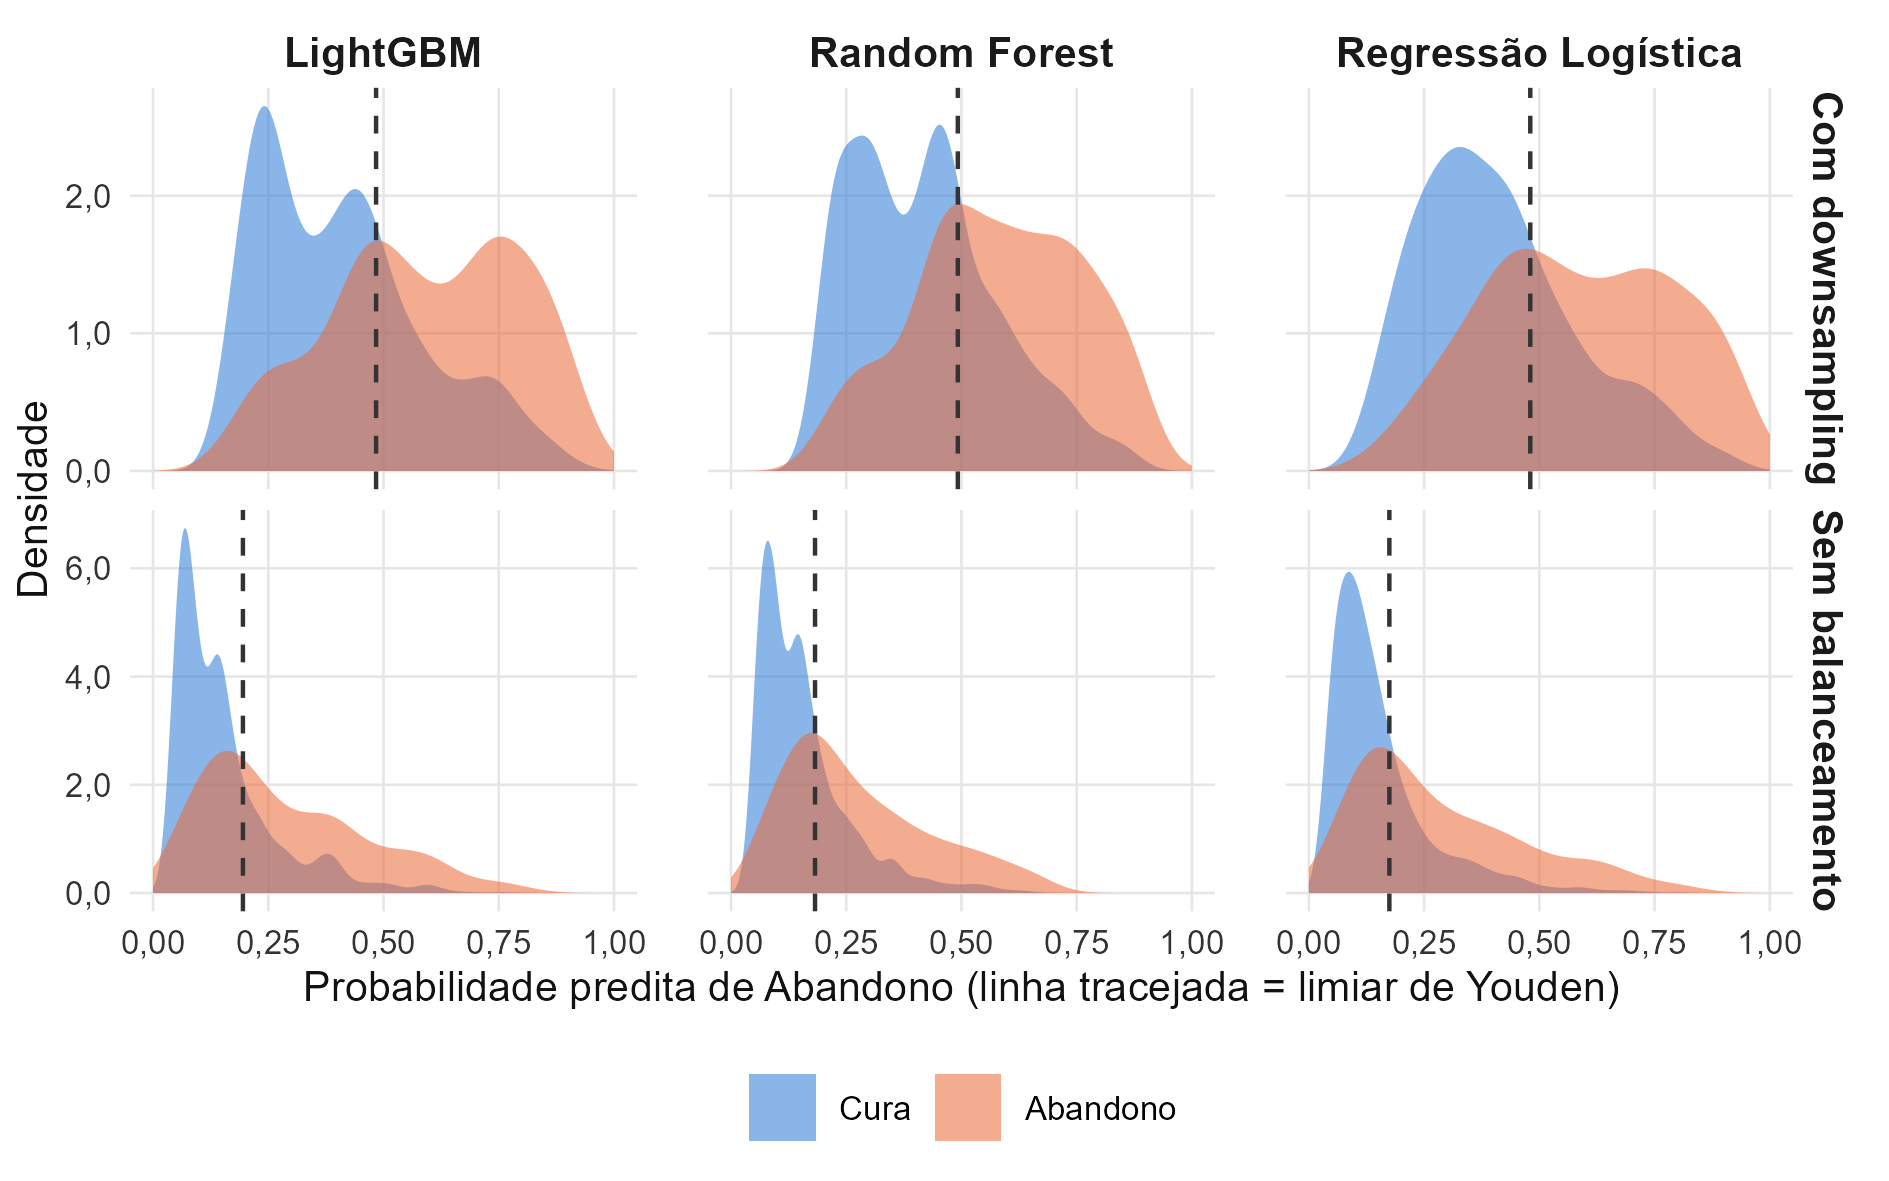 LightGBM
Random Forest
Regressão Logística
Com downsampling
Sem balanceamento
Densidade
2,0
1,0
0,0
6,0
4,0
2,0
0,0
0,00 0,25 0,50 0,75 1,00
0,00 0,25 0,50 0,75 1,00
0,00 0,25 0,50 0,75 1,00
Probabilidade predita de Abandono (linha tracejada = limiar de Youden)
Cura
Abandono